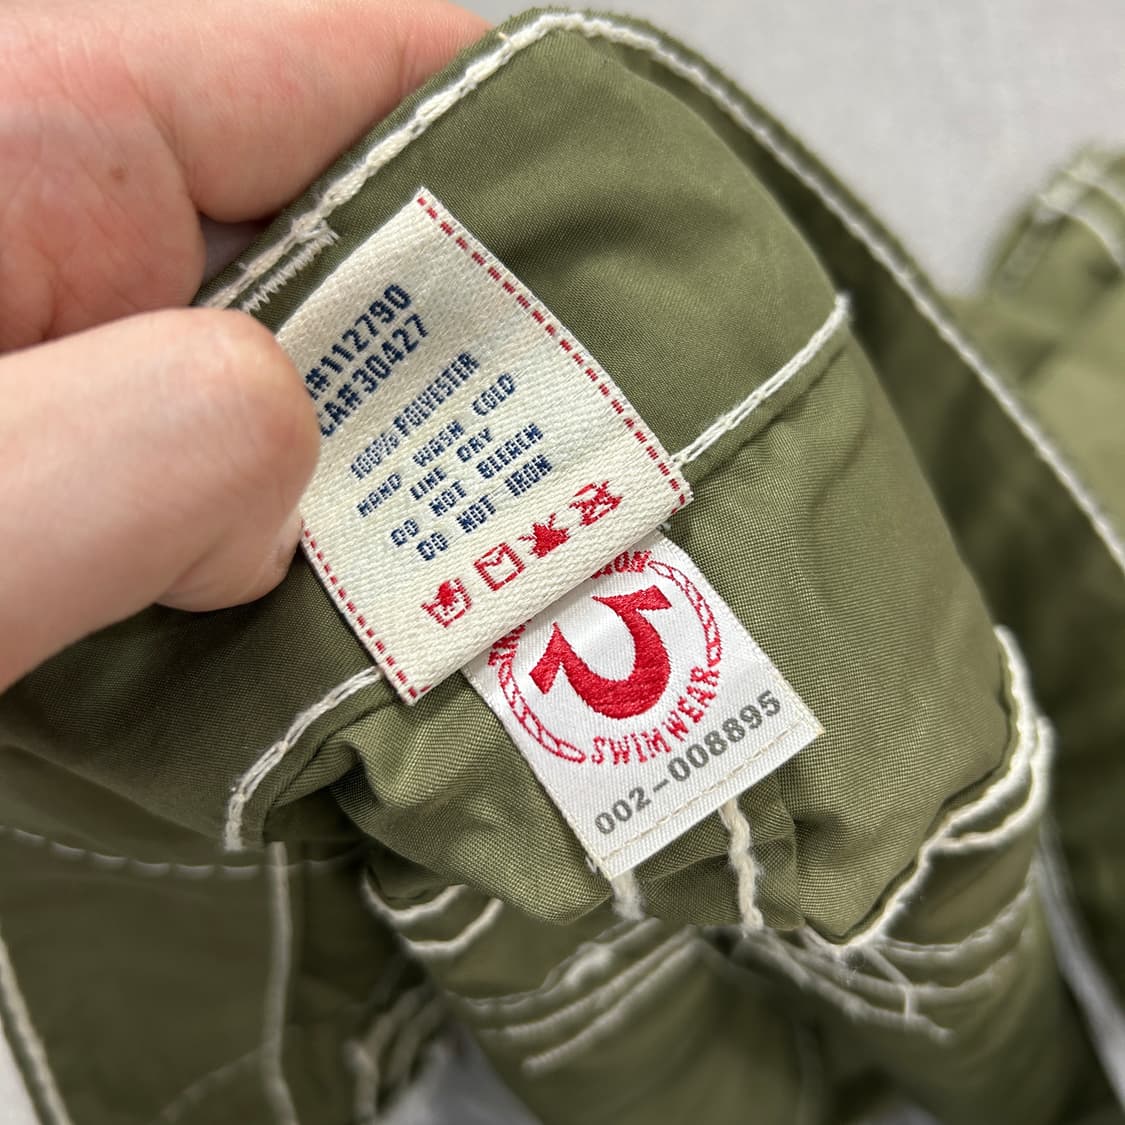 #112790
CA#30427
100% POLYESTER
HAND WASH COLD
LINE DRY
DO NOT BLEACH
DO NOT IRON
SWIMWEAR
002-008895